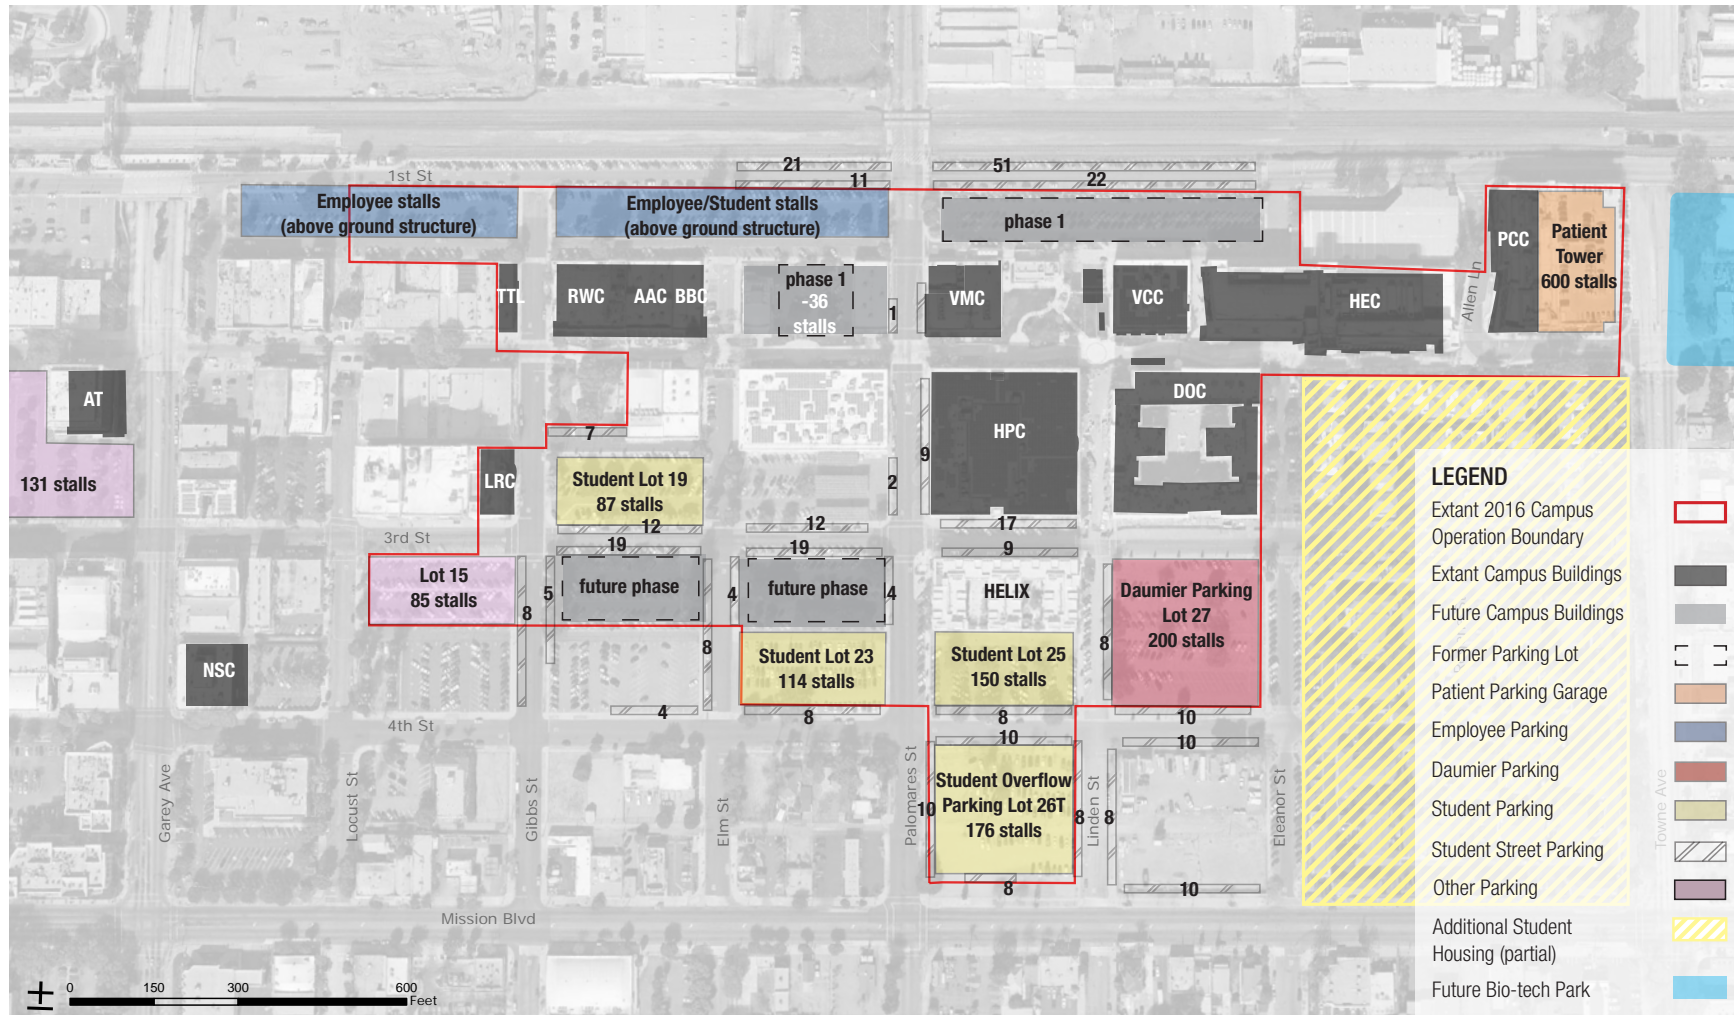 21
51
1st St
11
22
Employee stalls
(above ground structure)
Employee/Student stalls
(above ground structure)
phase 1
PCC
Patient
Tower
600 stalls
Allen Ln
TTL
RWC
AAC
BBC
phase 1
-36
stalls
1
VMC
VCC
HEC
AT
7
HPC
DOC
9
131 stalls
LRC
Student Lot 19
87 stalls
2
12
12
17
3rd St
19
19
9
Lot 15
85 stalls
8
5
future phase
4
future phase
4
HELIX
Daumier Parking
Lot 27
200 stalls
8
8
NSC
Student Lot 23
114 stalls
Student Lot 25
150 stalls
4
8
8
10
4th St
10
10
Garey Ave
Locust St
Gibbs St
Elm St
Palomares St
10
Student Overflow
Parking Lot 26T
176 stalls
8
Linden St
8
Eleanor St
Towne Ave
8
10
Mission Blvd
0
150
300
600
Feet
LEGEND
Extant 2016 Campus
Operation Boundary
Extant Campus Buildings
Future Campus Buildings
Former Parking Lot
Patient Parking Garage
Employee Parking
Daumier Parking
Student Parking
Student Street Parking
Other Parking
Additional Student
Housing (partial)
Future Bio-tech Park